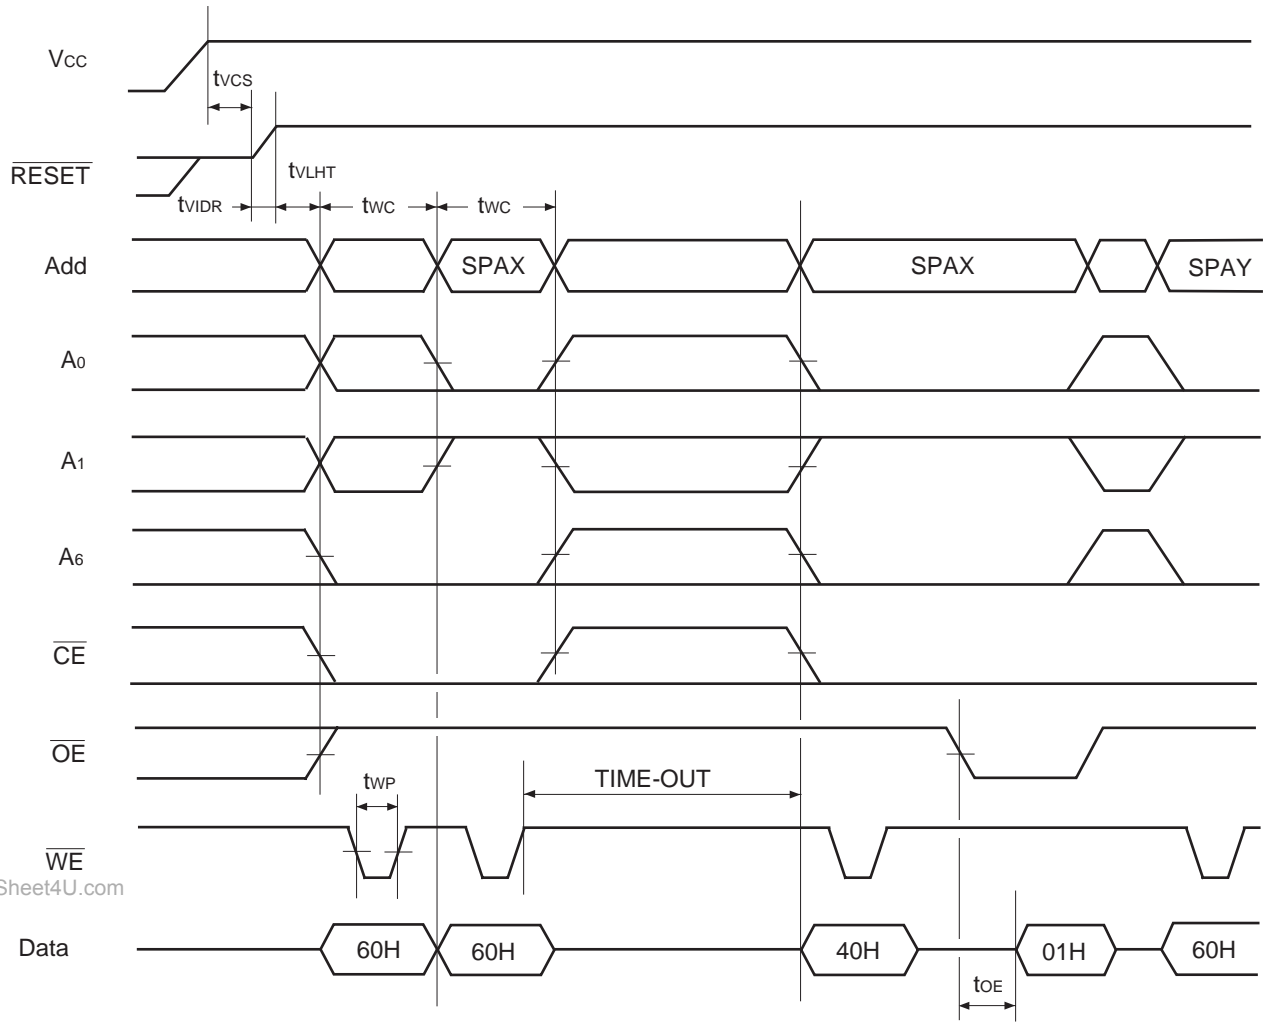 Vcc
tVCS
RESET
tVLHT
tVIDR
tWC
tWC
Add
SPAX
SPAX
SPAY
A0
A1
A6
CE
OE
tWP
TIME-OUT
WE
Sheet4U.com
Data
60H
60H
40H
01H
60H
tOE